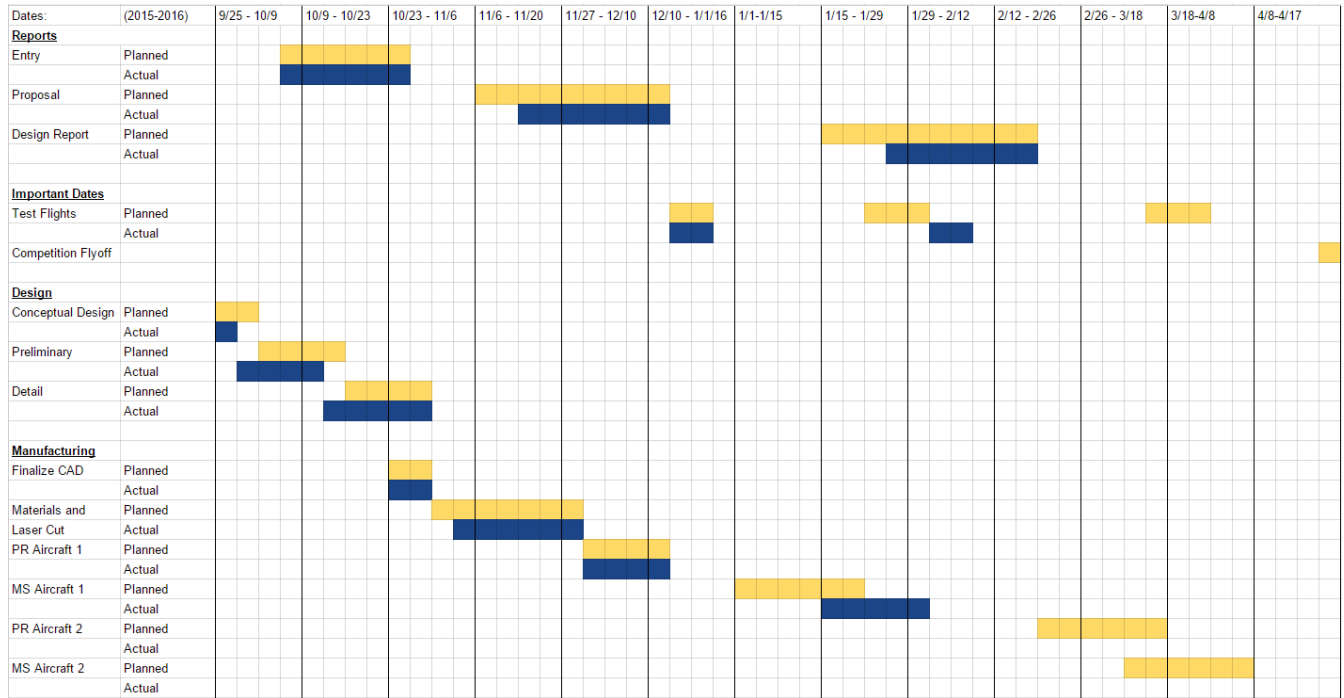 Dates: (2015-2016) 9/25 - 10/9 10/9 - 10/23 10/23 - 11/6 11/6 - 11/20 11/27 - 12/10 12/10 - 1/1/16 1/1-1/15 1/15 - 1/29 1/29 - 2/12 2/12 - 2/26 2/26 - 3/18 3/18-4/8 4/8-4/17
Reports
Entry Planned
Actual
Proposal Planned
Actual
Design Report Planned
Actual
Important Dates
Test Flights Planned
Actual
Competition Flyoff
Design
Conceptual Design Planned
Actual
Preliminary Planned
Actual
Detail Planned
Actual
Manufacturing
Finalize CAD Planned
Actual
Materials and Planned
Laser Cut Actual
PR Aircraft 1 Planned
Actual
MS Aircraft 1 Planned
Actual
PR Aircraft 2 Planned
Actual
MS Aircraft 2 Planned
Actual